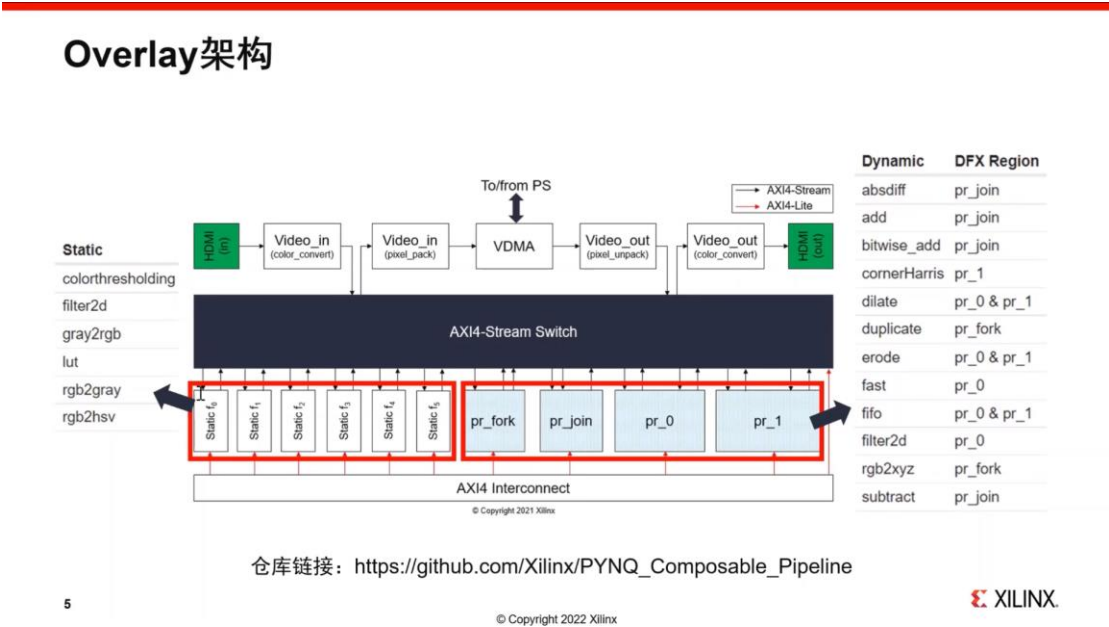 Overlay架构
To/from PS
AXI4-Stream
AXI4-Lite
HDMI (in)
Video_in
(color_convert)
Video_in
(pixel_pack)
VDMA
Video_out
(pixel_unpack)
Video_out
(color_convert)
HDMI (out)
AXI4-Stream Switch
Static
colorthresholding
filter2d
gray2rgb
lut
rgb2gray
rgb2hsv
Static f₀
Static f₁
Static f₂
Static f₃
Static f₄
Static f₅
pr_fork
pr_join
pr_0
pr_1
AXI4 Interconnect
© Copyright 2021 Xilinx
Dynamic DFX Region
absdiff pr_join
add pr_join
bitwise_add pr_join
cornerHarris pr_1
dilate pr_0 & pr_1
duplicate pr_fork
erode pr_0 & pr_1
fast pr_0
fifo pr_0 & pr_1
filter2d pr_0
rgb2xyz pr_fork
subtract pr_join
仓库链接：https://github.com/Xilinx/PYNQ_Composable_Pipeline
5
© Copyright 2022 Xilinx
XILINX.